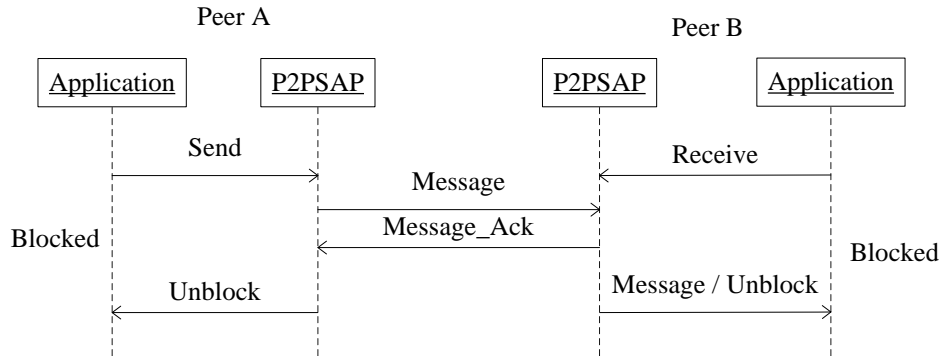 Peer A
Peer B
Application
P2PSAP
P2PSAP
Application
Send
Receive
Message
Message_Ack
Blocked
Blocked
Unblock
Message / Unblock